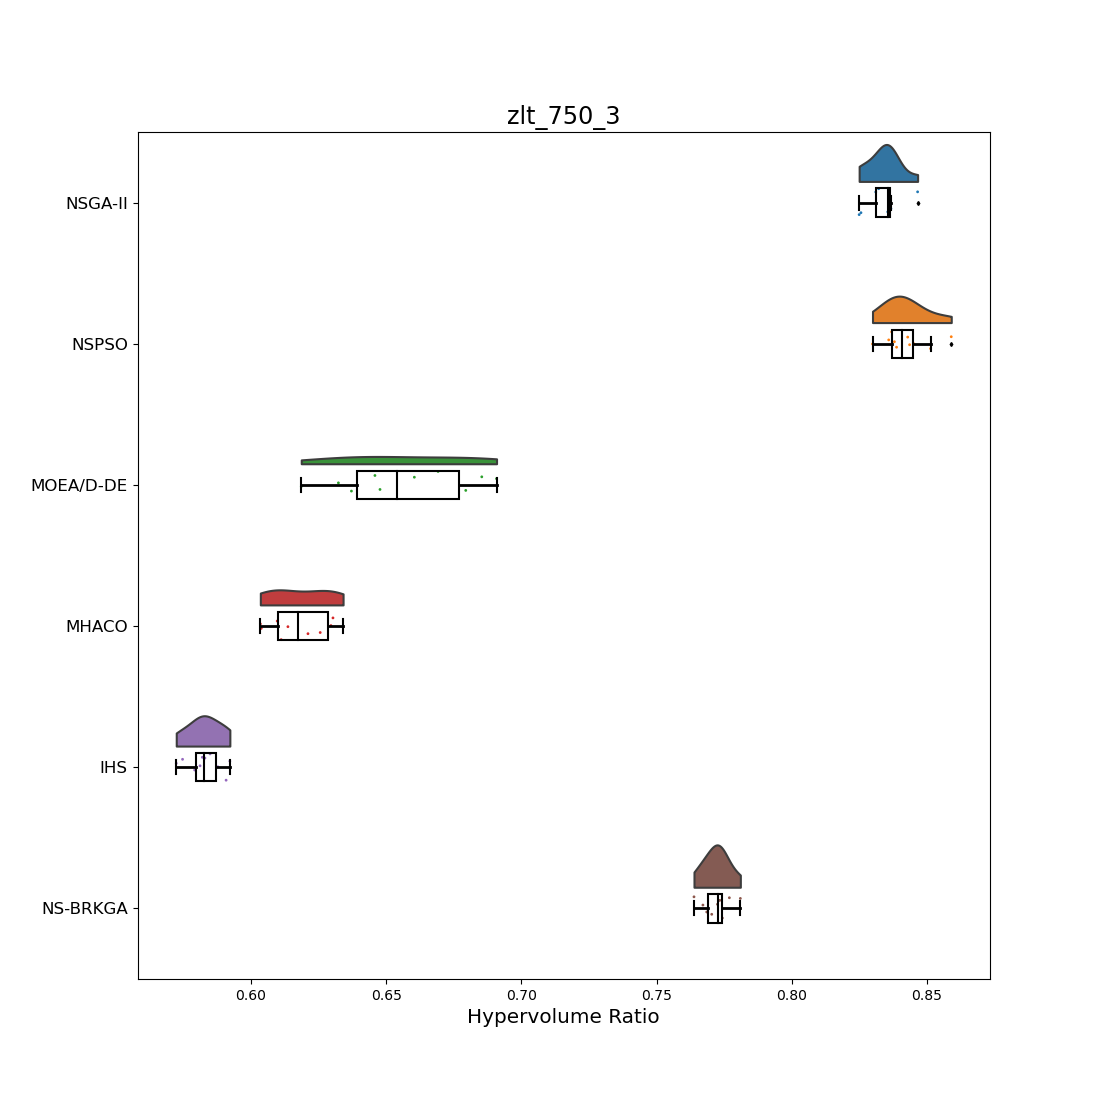 zlt_750_3
NSGA-II
NSPSO
MOEA/D-DE
MHACO
IHS
NS-BRKGA
0.60 0.65 0.70 0.75 0.80 0.85
Hypervolume Ratio